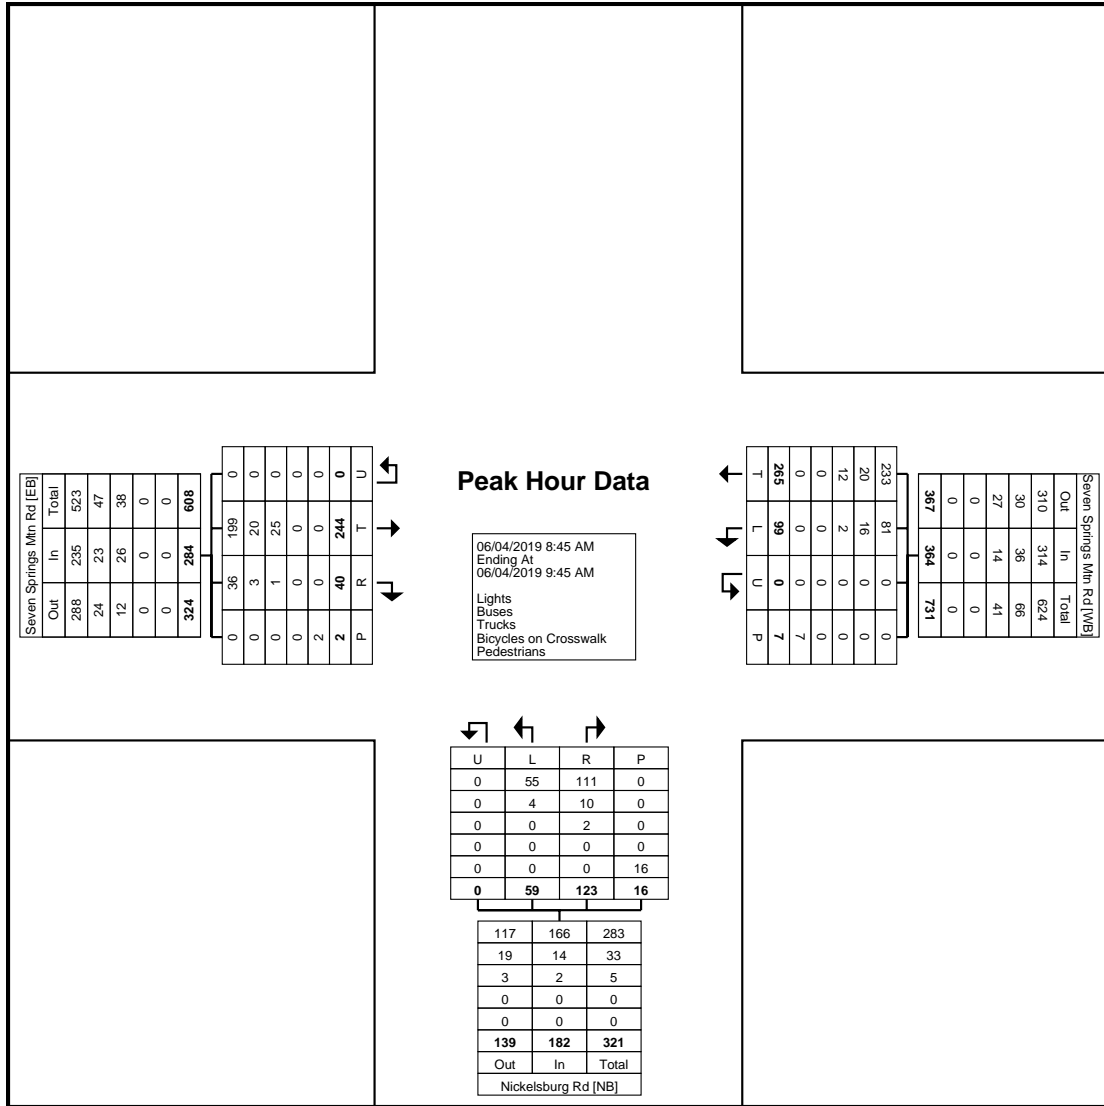 Peak Hour Data
06/04/2019 8:45 AM
Ending At
06/04/2019 9:45 AM
Lights
Buses
Trucks
Bicycles on Crosswalk
Pedestrians
Seven Springs Mtn Rd [EB]
Total In Out
523 235 288
47 23 24
38 26 12
0 0 0
0 0 0
608 284 324
0 199 36 0
0 20 3 0
0 25 1 0
0 0 0 0
0 0 0 2
0 244 40 2
U T R P
Seven Springs Mtn Rd [WB]
Out In Total
310 314 624
30 36 66
27 14 41
0 0 0
0 0 0
367 364 731
233 81 0 0
20 16 0 0
12 2 0 0
0 0 0 0
0 0 0 7
265 99 0 7
T L U P
U L R P
0 55 111 0
0 4 10 0
0 0 2 0
0 0 0 0
0 0 0 16
0 59 123 16
117 166 283
19 14 33
3 2 5
0 0 0
0 0 0
139 182 321
Out In Total
Nickelsburg Rd [NB]